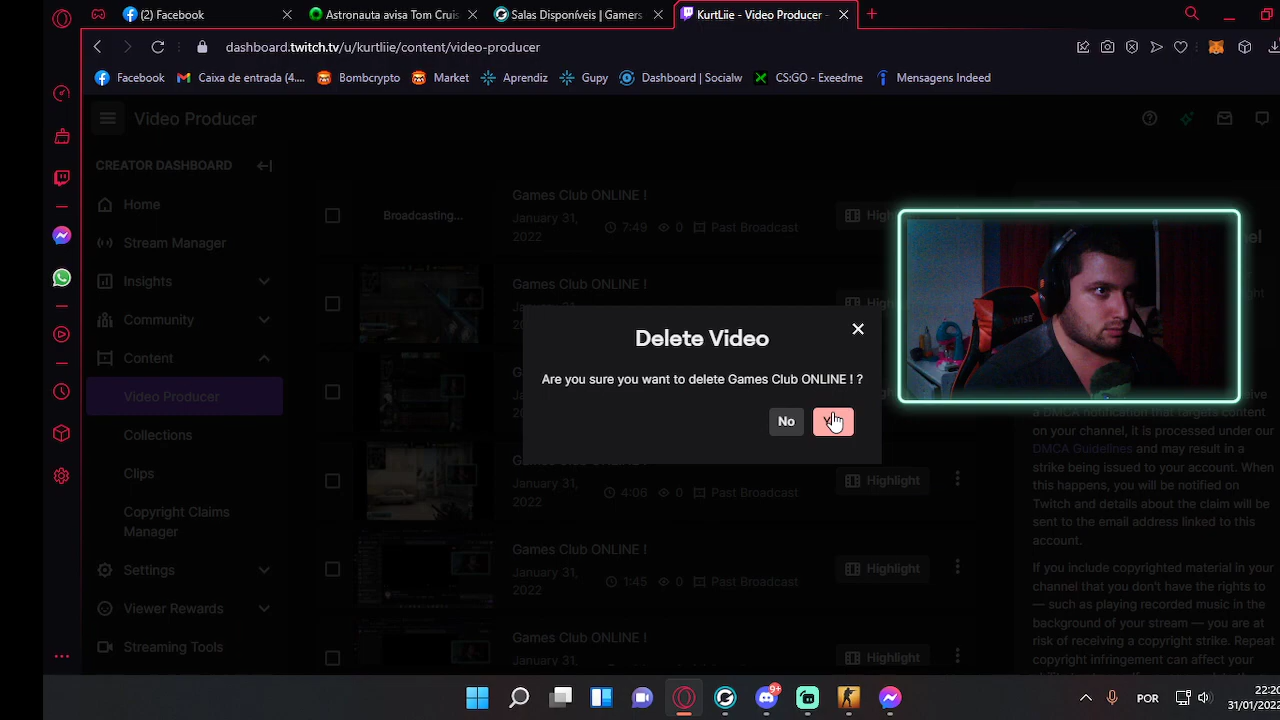 (2) Facebook
Astronauta avisa Tom Cruis
Salas Disponíveis | Gamers
KurtLiie - Video Producer -
dashboard.twitch.tv/u/kurtliie/content/video-producer
Facebook
Caixa de entrada (4....
Bombcrypto
Market
Aprendiz
Gupy
Dashboard | Socialw
CS:GO - Exeedme
Mensagens Indeed
Video Producer
CREATOR DASHBOARD
Home
Stream Manager
Insights
Community
Content
Video Producer
Collections
Clips
Copyright Claims
Manager
Settings
Viewer Rewards
Streaming Tools
Broadcasting...
Games Club ONLINE !
January 31,
2022
7:49
0
Past Broadcast
Games Club ONLINE !
Delete Video
Are you sure you want to delete Games Club ONLINE ! ?
No
January 31,
2022
4:06
0
Past Broadcast
Highlight
Games Club ONLINE !
January 31,
2022
1:45
0
Past Broadcast
Highlight
Games Club ONLINE !
Highlight
WISE
a DMCA notification that targets content
on your channel, it is processed under our
DMCA Guidelines and may result in a
strike being issued to your account. When
this happens, you will be notified on
Twitch and details about the claim will be
sent to the email address linked to this
account.
If you include copyrighted material in your
channel that you don't have the rights to
— such as playing recorded music in the
background of your stream — you are at
risk of receiving a copyright strike. Repeat
copyright infringement can affect your
9+
POR
22:20
31/01/2022